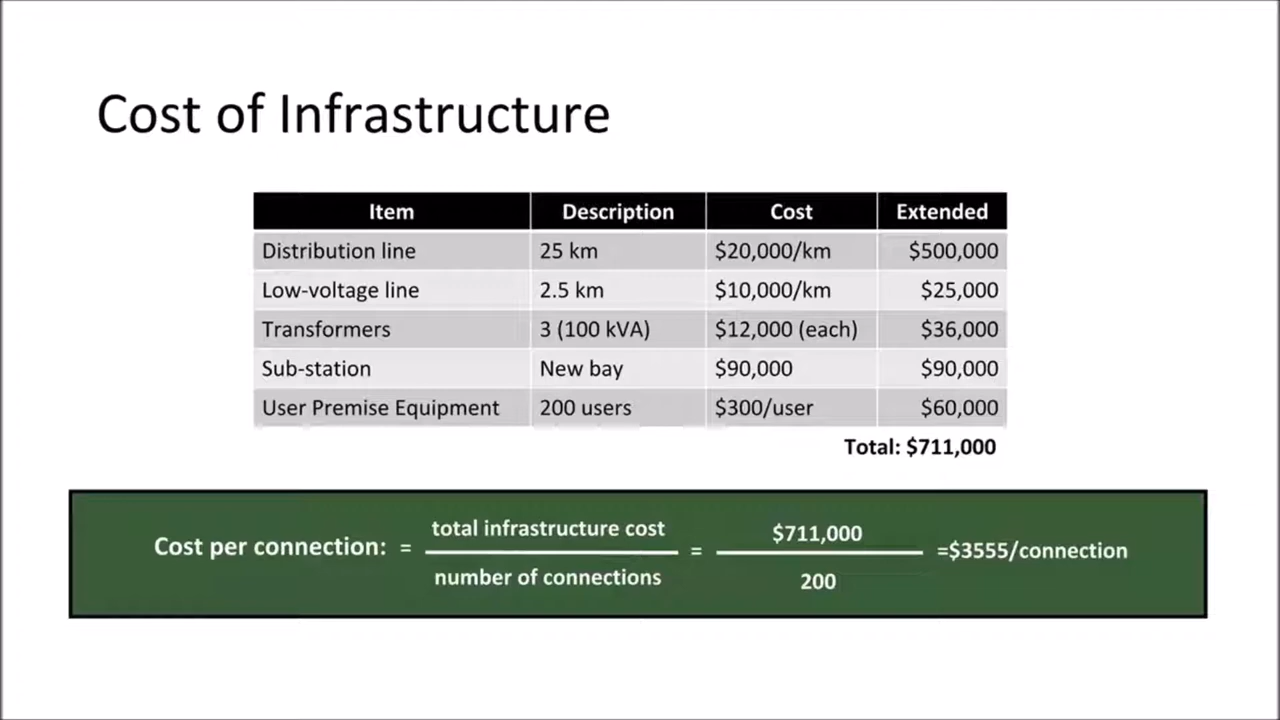 Cost of Infrastructure
Item Description Cost Extended
Distribution line 25 km $20,000/km $500,000
Low-voltage line 2.5 km $10,000/km $25,000
Transformers 3 (100 kVA) $12,000 (each) $36,000
Sub-station New bay $90,000 $90,000
User Premise Equipment 200 users $300/user $60,000
Total: $711,000
total infrastructure cost $711,000
Cost per connection: = = =$3555/connection
number of connections 200